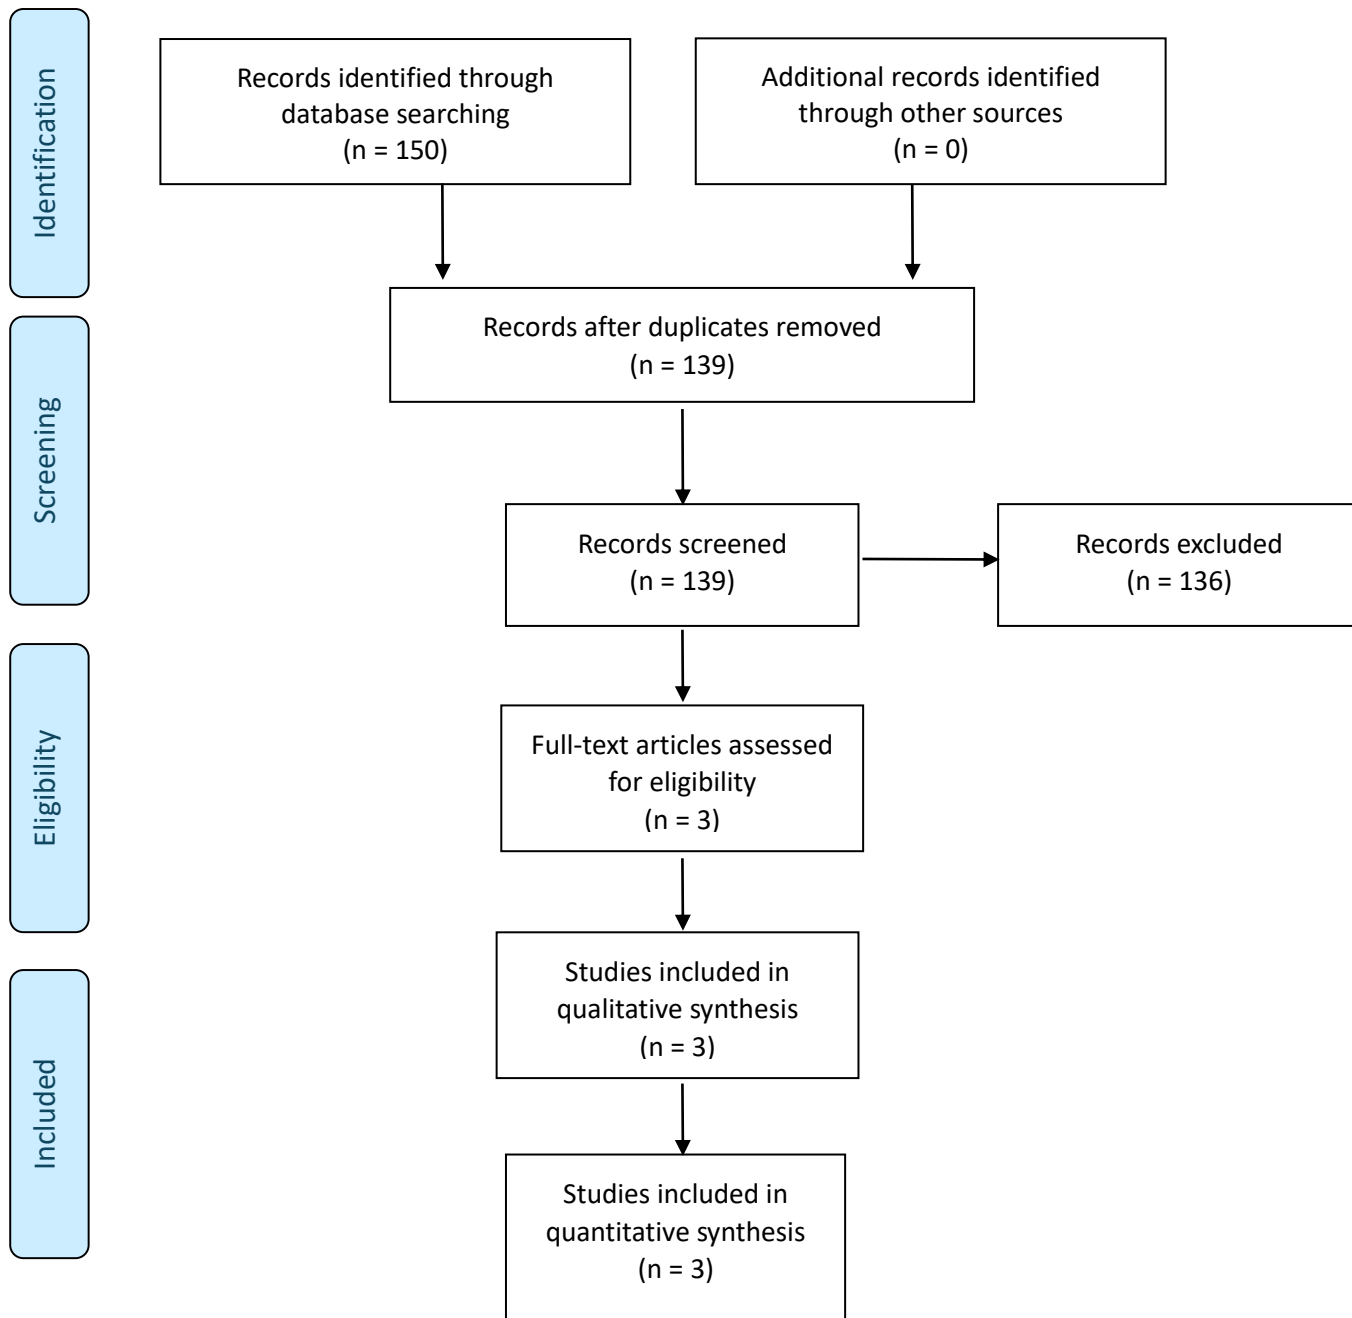 Identification
Records identified through
database searching
(n = 150)
Additional records identified
through other sources
(n = 0)
Records after duplicates removed
(n = 139)
Screening
Records screened
(n = 139)
Records excluded
(n = 136)
Eligibility
Full-text articles assessed
for eligibility
(n = 3)
Studies included in
qualitative synthesis
(n = 3)
Included
Studies included in
quantitative synthesis
(n = 3)